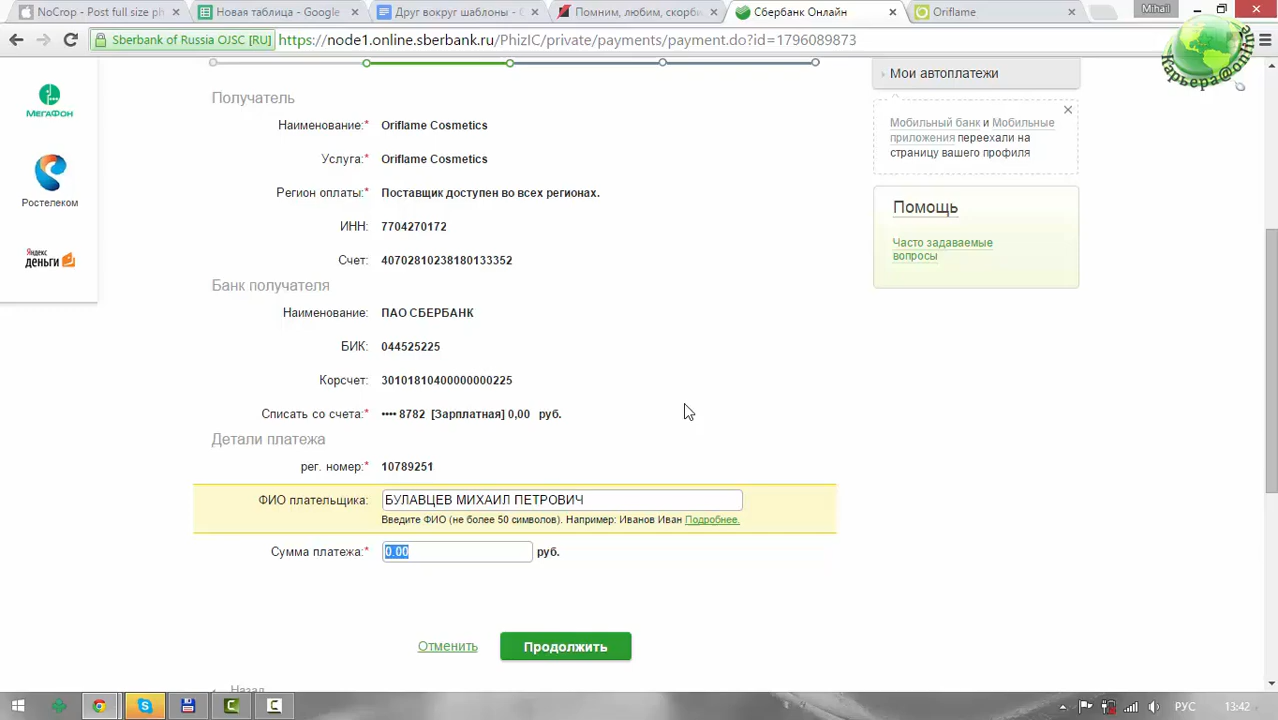 NoCrop - Post full size ph
Новая таблица - Google
Друг вокруг шаблоны - G
Помним, любим, скорби
Сбербанк Онлайн
Oriflame
Mihail
Sberbank of Russia OJSC [RU]
https://node1.online.sberbank.ru/PhizIC/private/payments/payment.do?id=1796089873
Карьера@online
МЕГАФОН
Ростелеком
Яндекс
деньги
Получатель
Наименование:* Oriflame Cosmetics
Услуга:* Oriflame Cosmetics
Регион оплаты:* Поставщик доступен во всех регионах.
ИНН: 7704270172
Счет: 40702810238180133352
Банк получателя
Наименование: ПАО СБЕРБАНК
БИК: 044525225
Корсчет: 30101810400000000225
Списать со счета:* •••• 8782 [Зарплатная] 0,00 руб.
Детали платежа
рег. номер:* 10789251
ФИО плательщика: БУЛАВЦЕВ МИХАИЛ ПЕТРОВИЧ
Введите ФИО (не более 50 символов). Например: Иванов Иван Подробнее.
Сумма платежа:* 0.00 руб.
Отменить Продолжить
Назад
Мои автоплатежи
Мобильный банк и Мобильные
приложения переехали на
страницу вашего профиля
Помощь
Часто задаваемые
вопросы
РУС
13:42